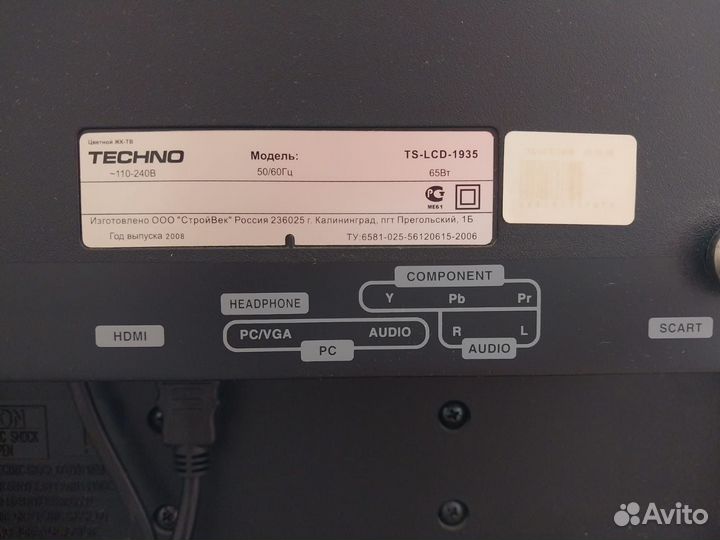 Цветной ЖК-ТВ
TECHNO Модель: TS-LCD-1935
~110-240В 50/60Гц 65Вт
МЕ61
Изготовлено ООО "СтройВек" Россия 236025 г. Калининград, пгт Прегольский, 1Б
Год выпуска 2008 ТУ:6581-025-56120615-2006
COMPONENT
HEADPHONE Y Pb Pr
HDMI PC/VGA AUDIO R L SCART
PC AUDIO
SHOCK
Avito